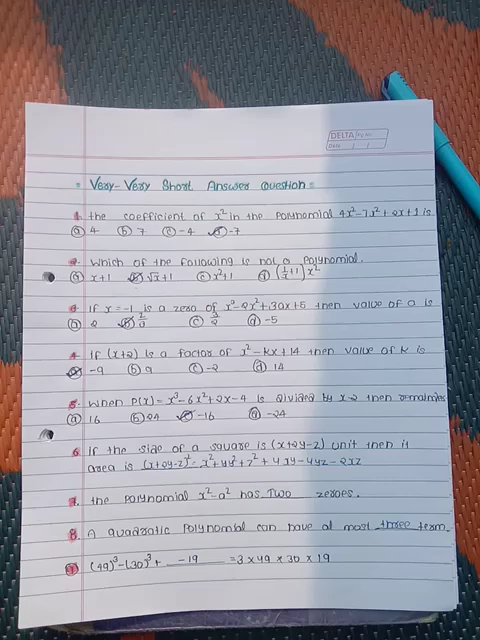 DELTA Pg No.
Date / /
= Very-Very Short Answer Question =
1. The coefficient of x² in the polynomial 4x³-7x²+2x+1 is
(a) 4 (b) 7 (c) -4 (d) -7
2. Which of the following is not a polynomial.
(a) x+1 (b) √x+1 (c) x²+1 (d) (1/x+1)x²
3. If x=-1 is a zero of x³-2x²+3ax+5 then value of a is
(a) 2 (b) 2/3 (c) 3/2 (d) -5
4. If (x+2) is a factor of x²-kx+14 then value of k is
(a) -9 (b) 9 (c) -2 (d) 14
5. When P(x)=x³-6x²+2x-4 is divided by x-2 then remainder
(a) 16 (b) 24 (c) -16 (d) -24
6. If the side of a square is (x+2y-z) unit then it
area is (x+2y-z)²=x²+4y²+z²+4xy-4yz-2xz
7. The polynomial x²-a² has Two zeroes.
8. A quadratic polynomial can have at most three term.
9. (49)³-(30)³+ -19 =3×49×30×19